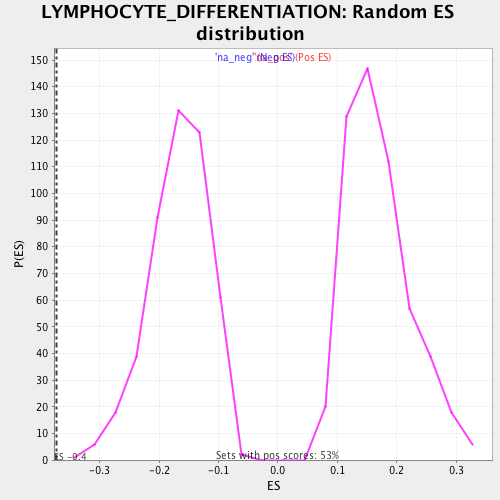 LYMPHOCYTE_DIFFERENTIATION: Random ES
distribution
'na_neg' (Neg ES)
'na_pos' (Pos ES)
150
140
130
120
110
100
90
80
70
60
50
40
30
20
10
0
P(ES)
ES -0.4
Sets with pos scores: 53%
-0.3 -0.2 -0.1 0.0 0.1 0.2 0.3
ES